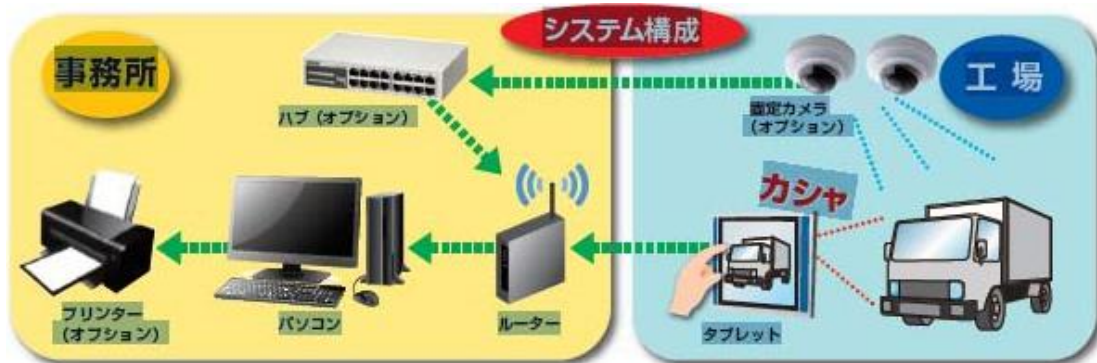 システム構成
事務所
工場
ハブ（オプション）
固定カメラ
（オプション）
カシャ
プリンター
（オプション）
パソコン
ルーター
タブレット